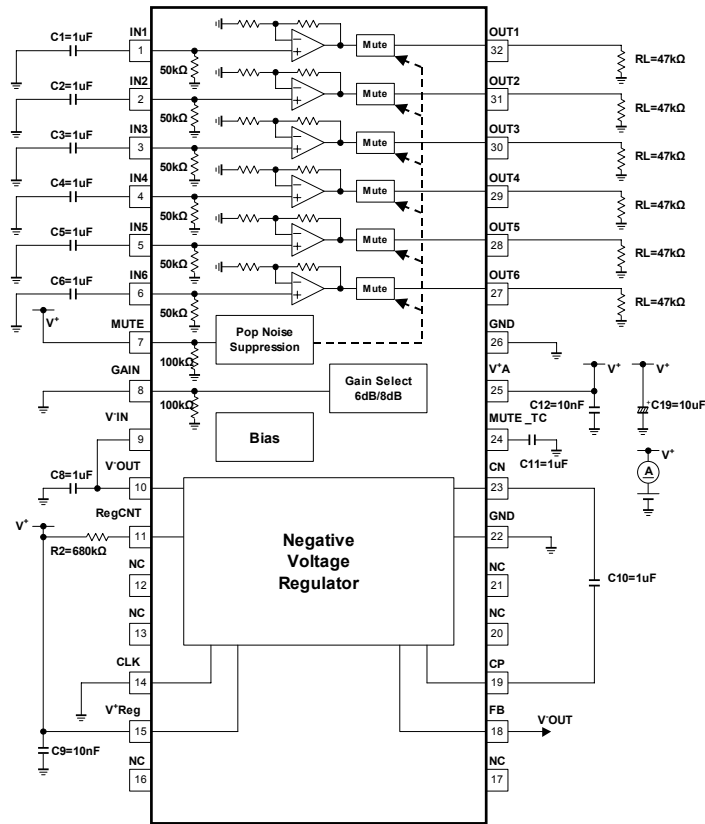 IN1
C1=1uF
1
50kΩ
Mute
OUT1
32
RL=47kΩ
IN2
C2=1uF
2
50kΩ
Mute
OUT2
31
RL=47kΩ
IN3
C3=1uF
3
50kΩ
Mute
OUT3
30
RL=47kΩ
IN4
C4=1uF
4
50kΩ
Mute
OUT4
29
RL=47kΩ
IN5
C5=1uF
5
50kΩ
Mute
OUT5
28
RL=47kΩ
IN6
C6=1uF
6
50kΩ
Mute
OUT6
27
RL=47kΩ
V+
MUTE
7
100kΩ
Pop Noise
Suppression
GND
26
GAIN
8
100kΩ
Gain Select
6dB/8dB
V+A
25
V+
C12=10nF
V+
+
C19=10uF
V-IN
9
Bias
MUTE_TC
24
C11=1uF
V+
A
V-OUT
C8=1uF
10
CN
23
V+
RegCNT
11
R2=680kΩ
Negative
Voltage
Regulator
GND
22
NC
12
NC
21
C10=1uF
NC
13
NC
20
CLK
14
CP
19
V+Reg
15
C9=10nF
FB
18
V-OUT
NC
16
NC
17